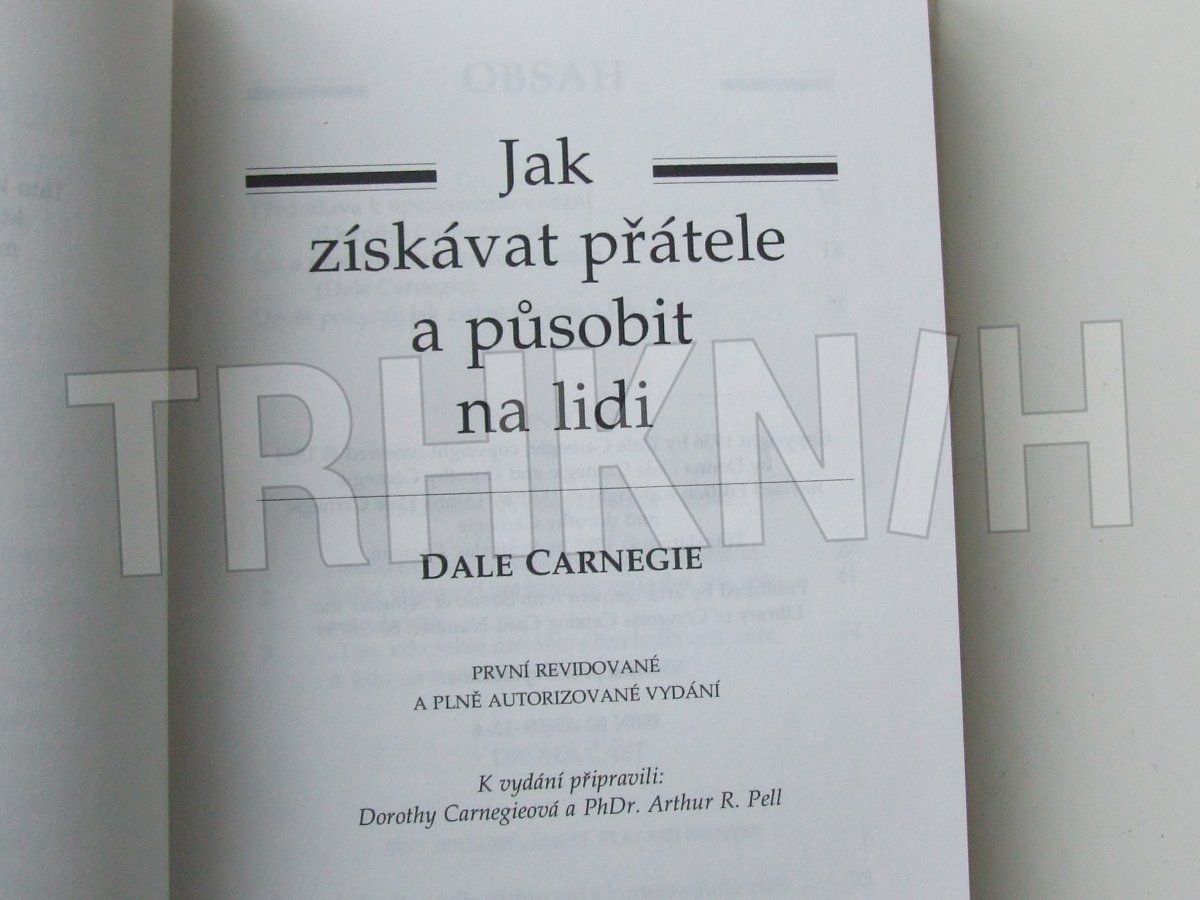 Jak
získávat přátele
a působit
na lidi
TRHKNIH
DALE CARNEGIE
PRVNÍ REVIDOVANÉ
A PLNĚ AUTORIZOVANÉ VYDÁNÍ
K vydání připravili:
Dorothy Carnegieová a PhDr. Arthur R. Pell